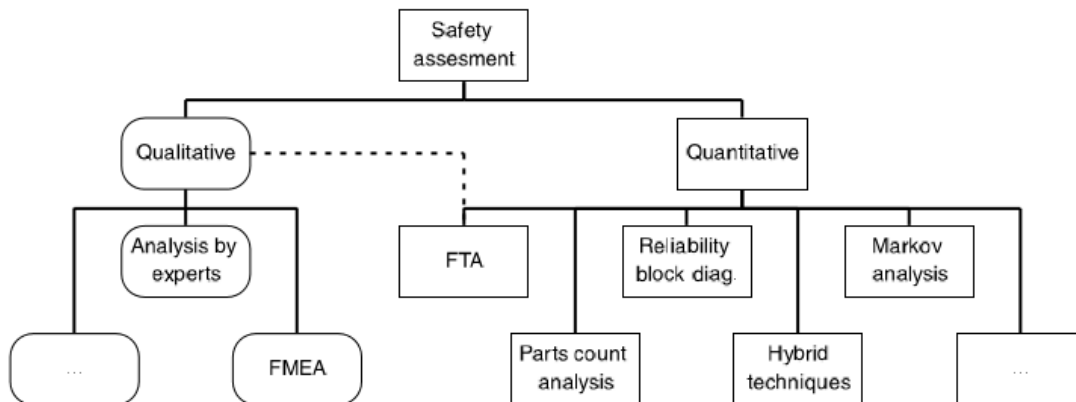 Safety
assesment
Qualitative
Quantitative
Analysis by
experts
FTA
Reliability
block diag.
Markov
analysis
...
FMEA
Parts count
analysis
Hybrid
techniques
...